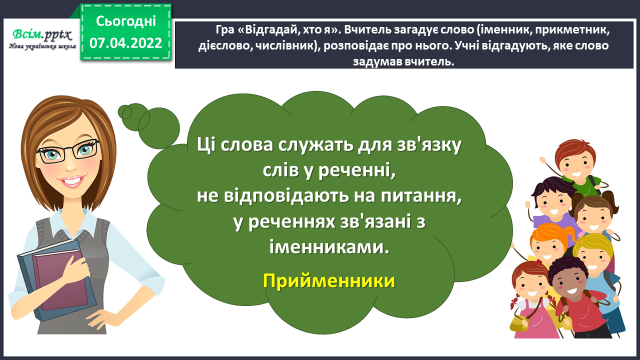 Всім.pptx
Нова українська школа
Сьогодні
07.04.2022
Гра «Відгадай, хто я». Вчитель загадує слово (іменник, прикметник,
дієслово, числівник), розповідає про нього. Учні відгадують, яке слово
задумав вчитель.
Ці слова служать для зв'язку
слів у реченні,
не відповідають на питання,
у реченнях зв'язані з
іменниками.
Прийменники